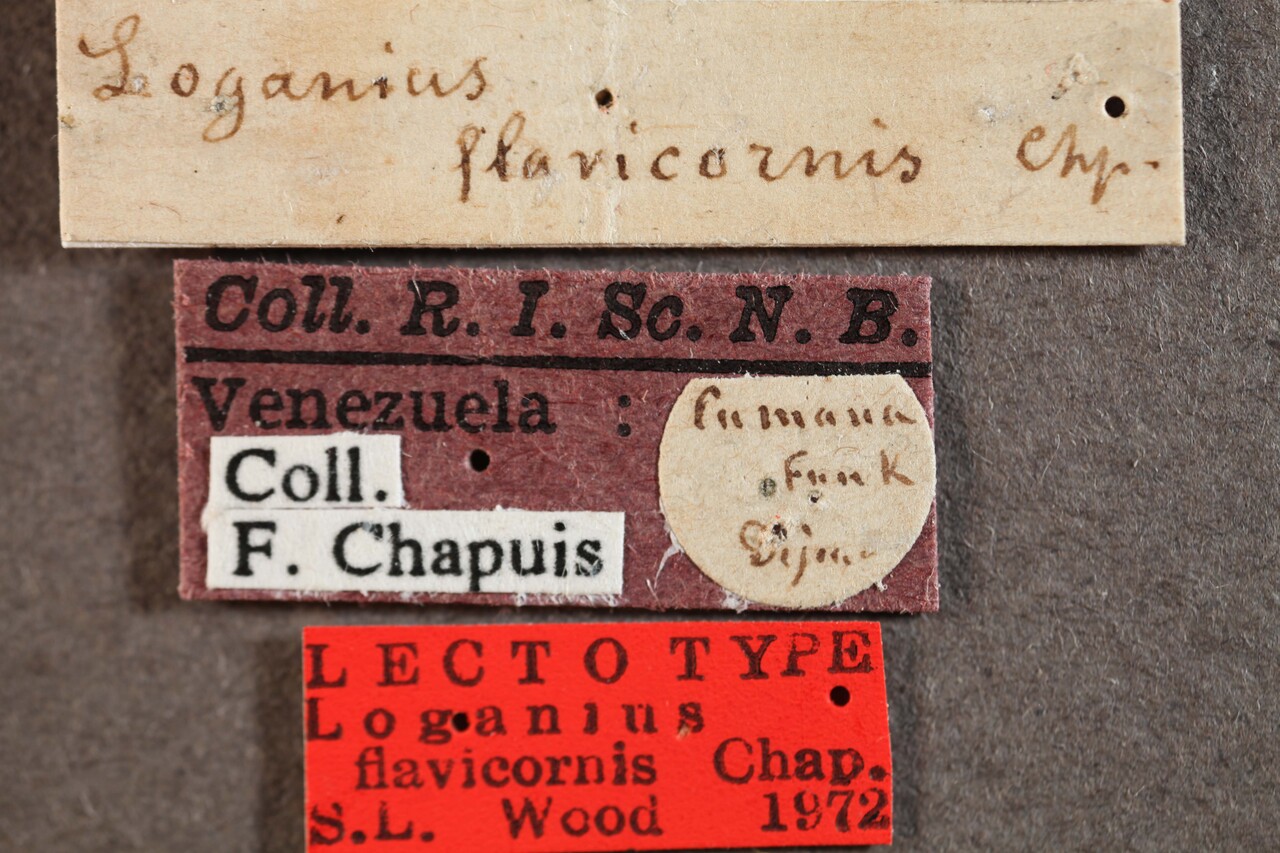 Loganius
flavicornis Chp.
Coll. R. I. Sc. N. B.
Venezuela :
Coll.
F. Chapuis
Cumana
Funk
LECTOTYPE
Loganius
flavicornis Chap.
S.L. Wood 1972